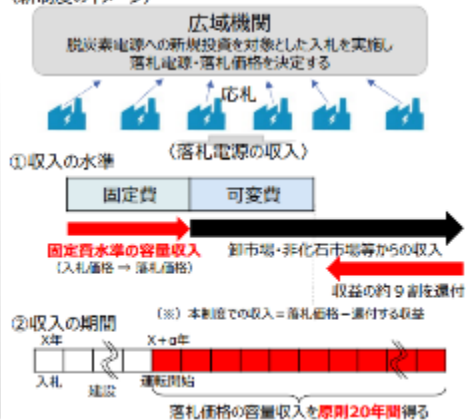 広域機関
脱炭素電源への新規投資を対象とした入札を実施し
落札電源・落札価格を決定する
応札
(落札電源の収入)
①収入の水準
固定費
可変費
固定費水準の容量収入
(入札価格 → 落札価格)
卸市場・非化石市場等からの収入
収益の約9割を還付
(※) 本制度での収入=落札価格-還付する収益
②収入の期間
X年
X+α年
入札
建設
運転開始
落札価格の容量収入を原則20年間得る